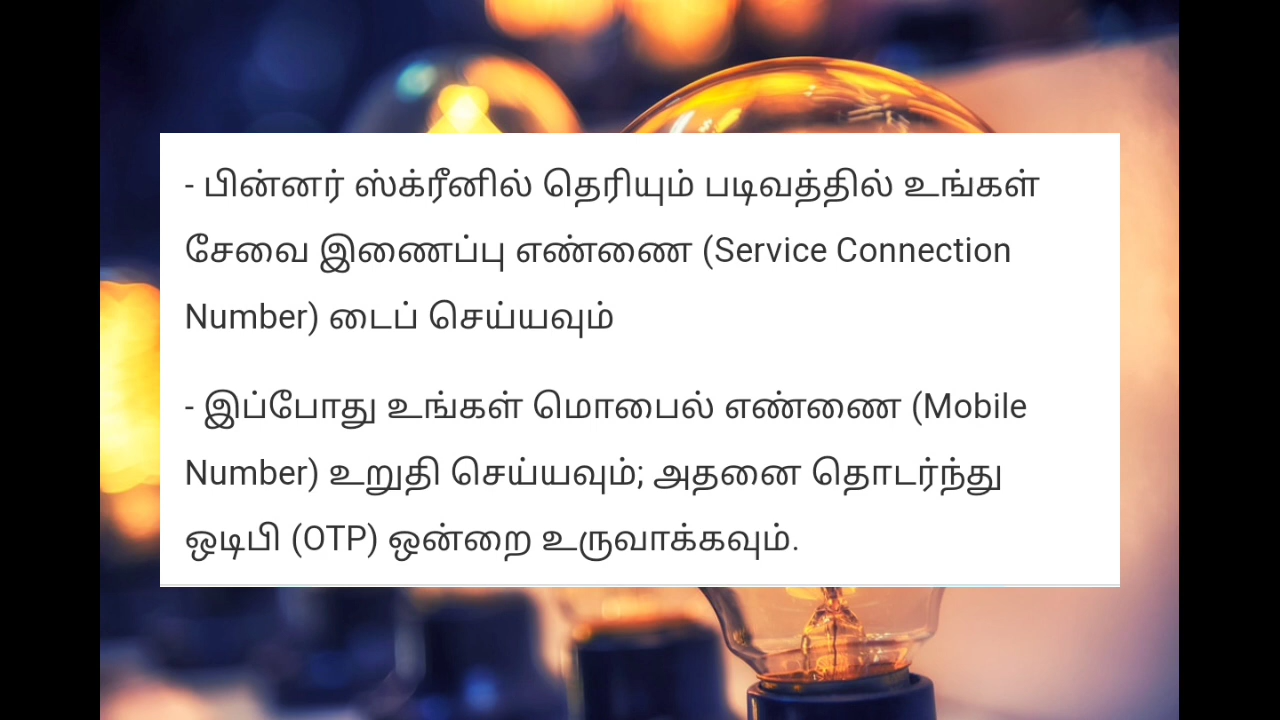 - பின்னர் ஸ்க்ரீனில் தெரியும் படிவத்தில் உங்கள்
சேவை இணைப்பு எண்ணை (Service Connection
Number) டைப் செய்யவும்
- இப்போது உங்கள் மொபைல் எண்ணை (Mobile
Number) உறுதி செய்யவும்; அதனை தொடர்ந்து
ஒடிபி (OTP) ஒன்றை உருவாக்கவும்.